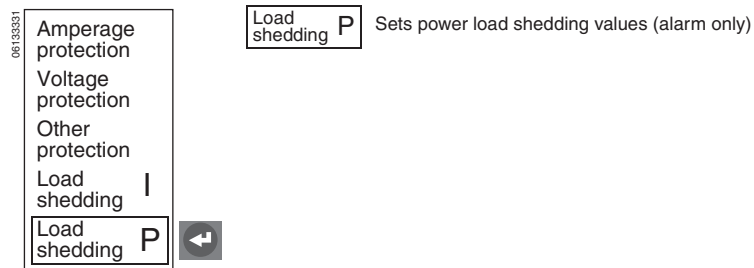 06133331
Amperage
protection
Voltage
protection
Other
protection
Load
shedding I
Load
shedding P
Load
shedding P
Sets power load shedding values (alarm only)